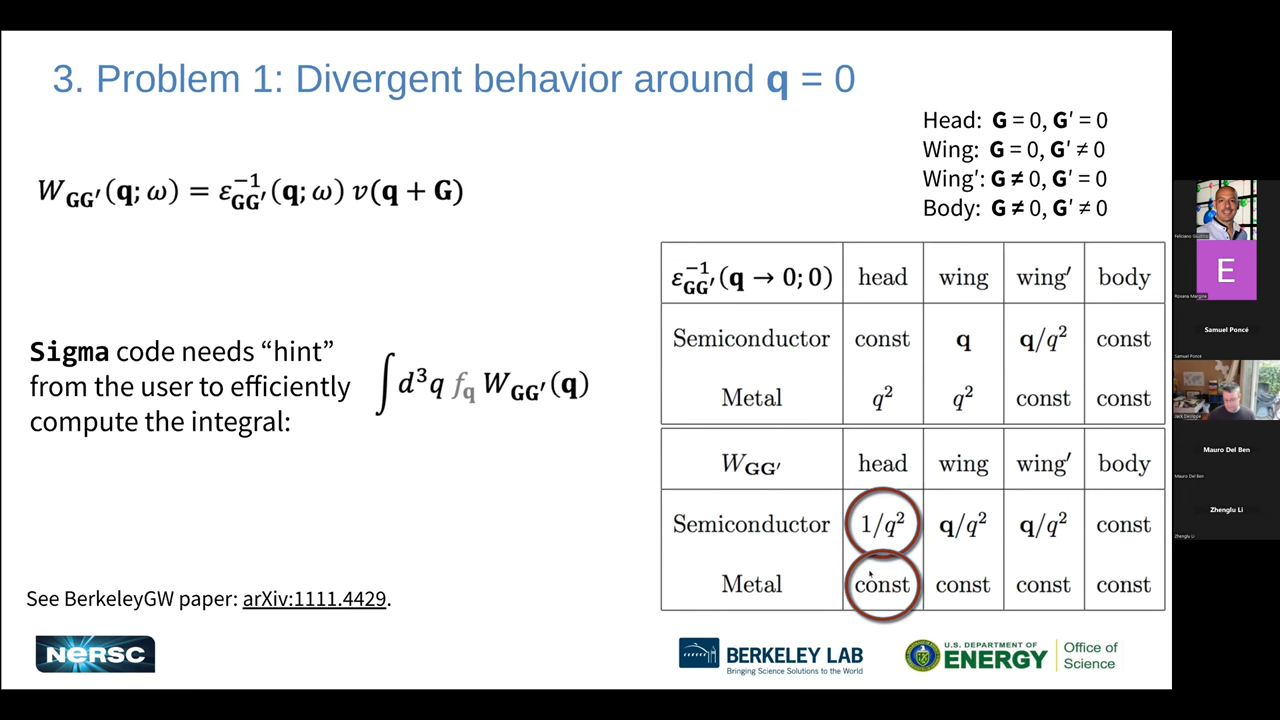 3. Problem 1: Divergent behavior around q = 0
Head: G = 0, G′ = 0
Wing: G = 0, G′ ≠ 0
Wing′: G ≠ 0, G′ = 0
Body: G ≠ 0, G′ ≠ 0
W_GG′(q; ω) = ε⁻¹_GG′(q; ω) v(q + G)
ε⁻¹_GG′(q → 0; 0) head wing wing′ body
Semiconductor const q q/q² const
Metal q² q² const const
W_GG′ head wing wing′ body
Semiconductor 1/q² q/q² q/q² const
Metal const const const const
Sigma code needs “hint”
from the user to efficiently
compute the integral:
∫d³q f_q W_GG′(q)
See BerkeleyGW paper: arXiv:1111.4429.
NERSC
BERKELEY LAB
Bringing Science Solutions to the World
U.S. DEPARTMENT OF
ENERGY
Office of
Science
Feliciano Giustino
E
Roxana Margine
Samuel Poncé
Samuel Poncé
Jack Deslippe
Mauro Del Ben
Mauro Del Ben
Zhenglu Li
Zhenglu Li